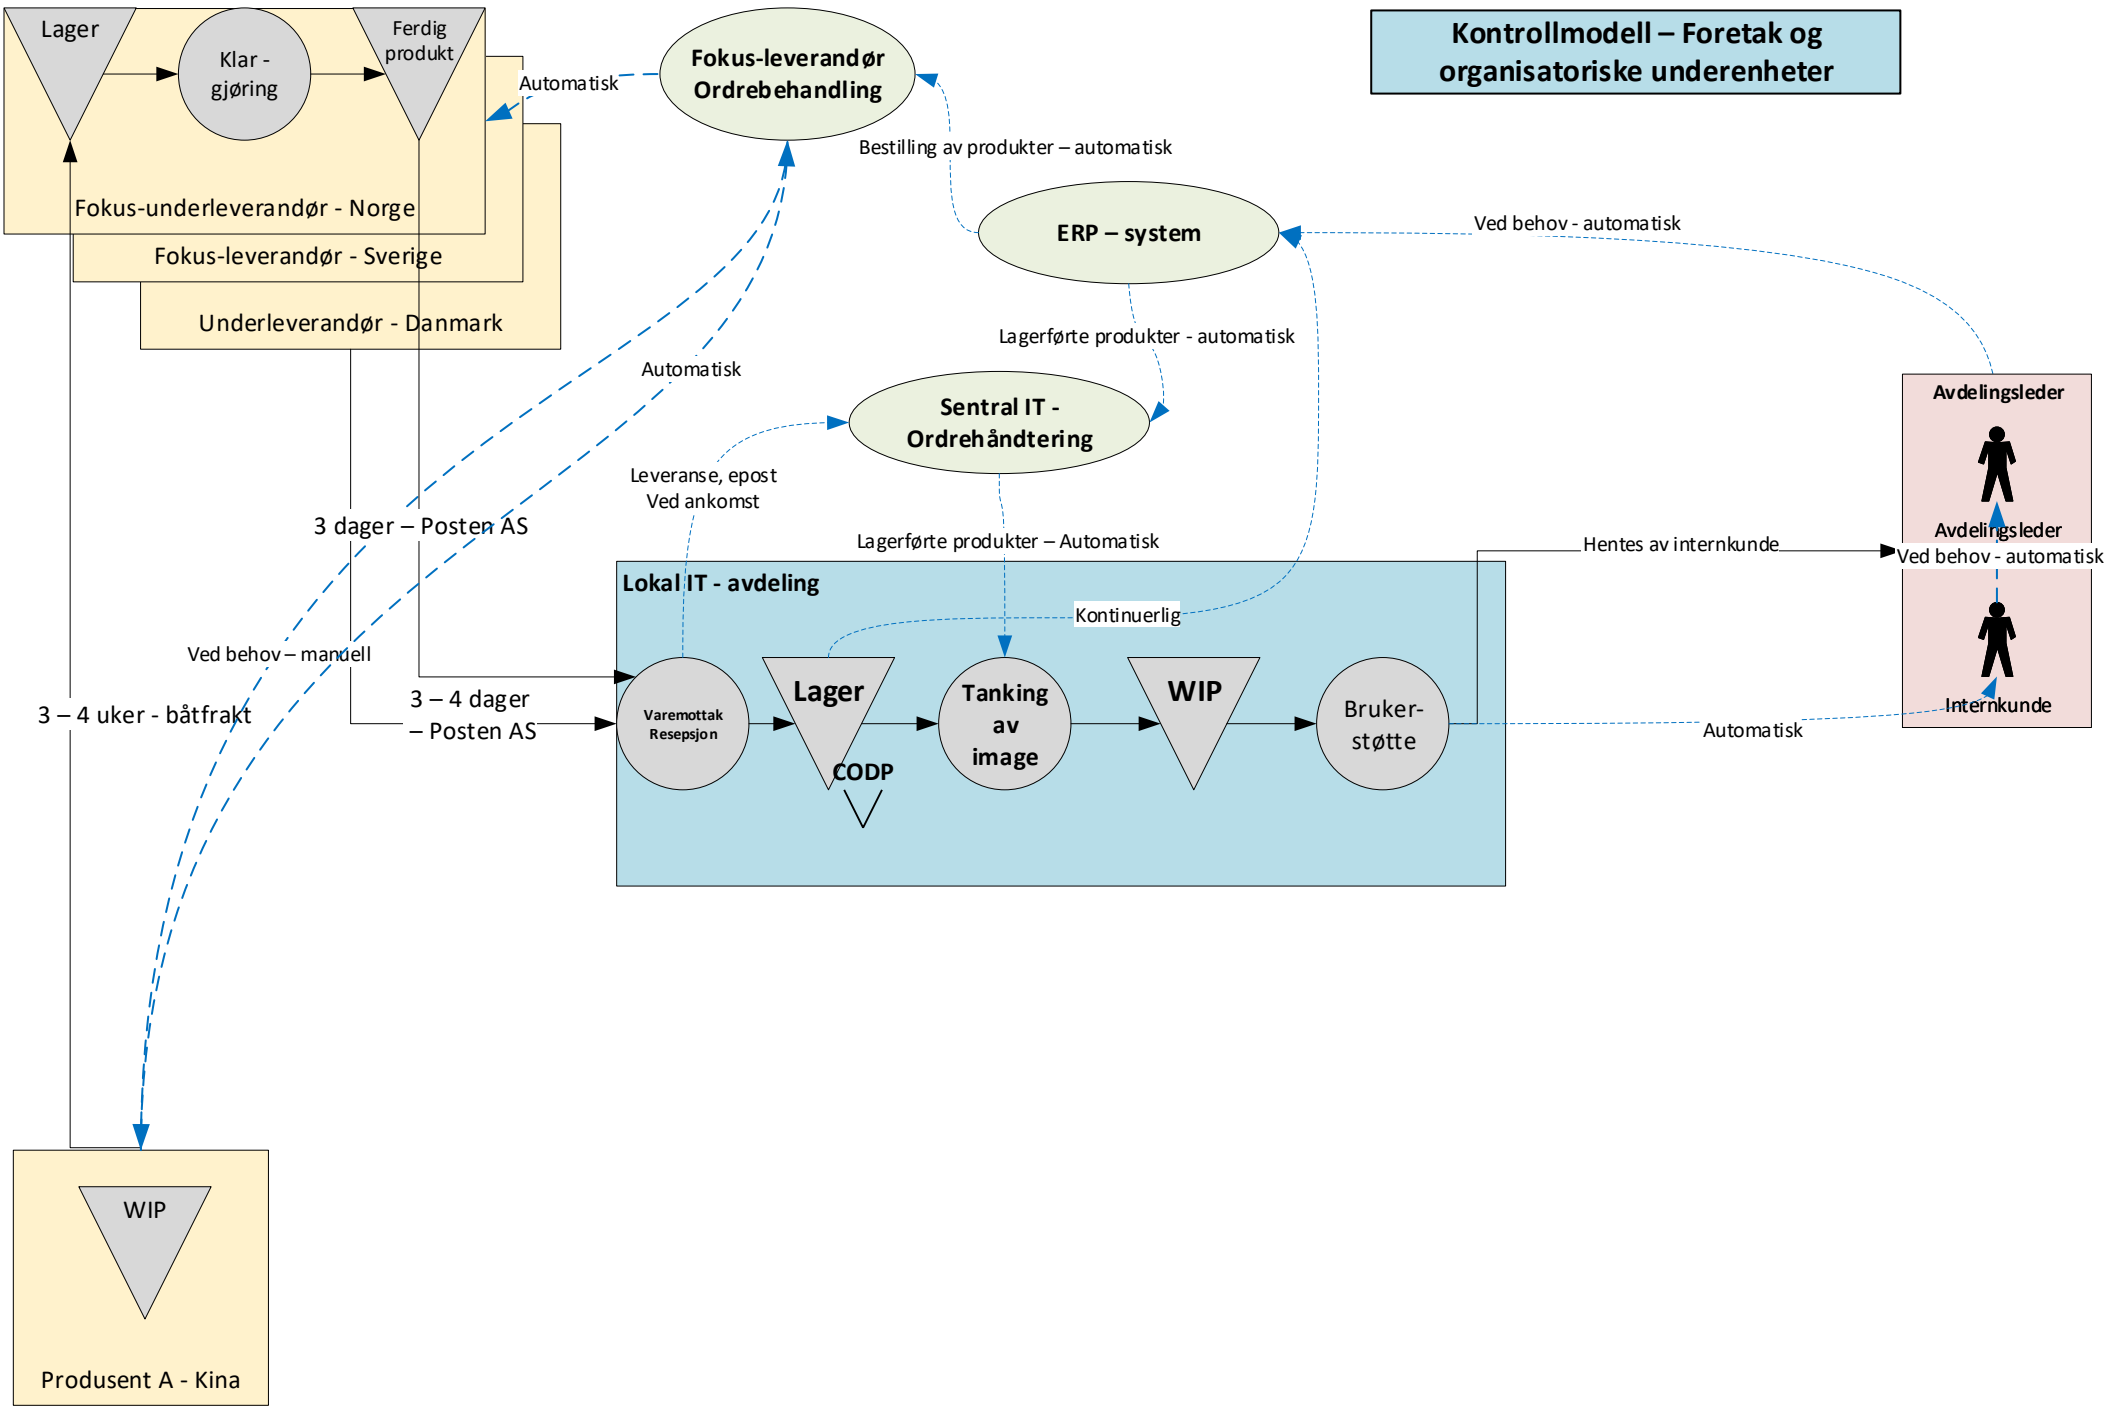 Lager
Klar -
gjøring
Ferdig
produkt
Fokus-underleverandør - Norge
Fokus-leverandør - Sverige
Underleverandør - Danmark
Automatisk
Fokus-leverandør
Ordrebehandling
Kontrollmodell – Foretak og
organisatoriske underenheter
Bestilling av produkter – automatisk
ERP – system
Ved behov - automatisk
Lagerførte produkter - automatisk
Automatisk
Sentral IT -
Ordrehåndtering
Leveranse, epost
Ved ankomst
3 dager – Posten AS
Lagerførte produkter – Automatisk
Hentes av internkunde
Avdelingsleder
Avdelingsleder
Ved behov - automatisk
Internkunde
Lokal IT - avdeling
Kontinuerlig
Ved behov – manuell
3 – 4 uker - båtfrakt
3 – 4 dager
– Posten AS
Varemottak
Resepsjon
Lager
CODP
Tanking
av
image
WIP
Bruker-
støtte
Automatisk
WIP
Produsent A - Kina